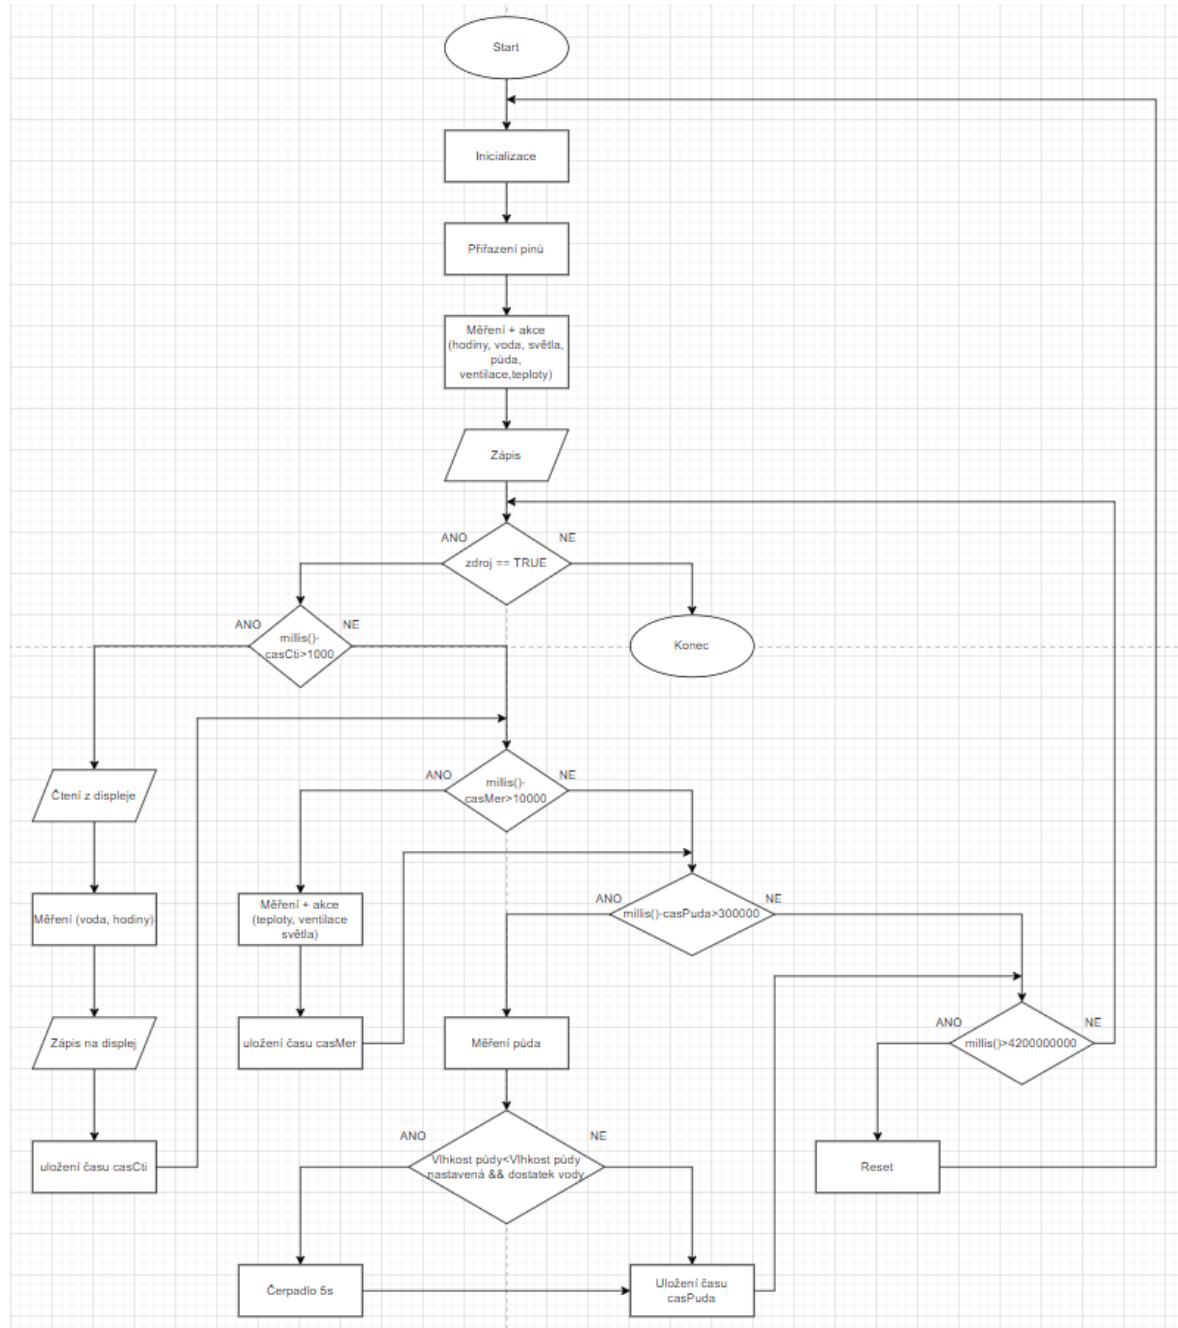 Start
Inicializace
Přiřazení pinů
Měření + akce
(hodiny, voda, světla,
půda,
ventilace,teploty)
Zápis
ANO
NE
zdroj == TRUE
ANO
NE
millis()-
casCti>1000
Konec
Čtení z displeje
ANO
NE
millis()-
casMer>10000
Měření (voda, hodiny)
Měření + akce
(teploty, ventilace
světla)
ANO
NE
millis()-casPuda>300000
Zápis na displej
uložení času casMer
Měření půda
ANO
NE
millis()>4200000000
uložení času casCti
ANO
NE
Vlhkost půdy<Vlhkost půdy
nastavená && dostatek vody
Reset
Čerpadlo 5s
Uložení času
casPuda